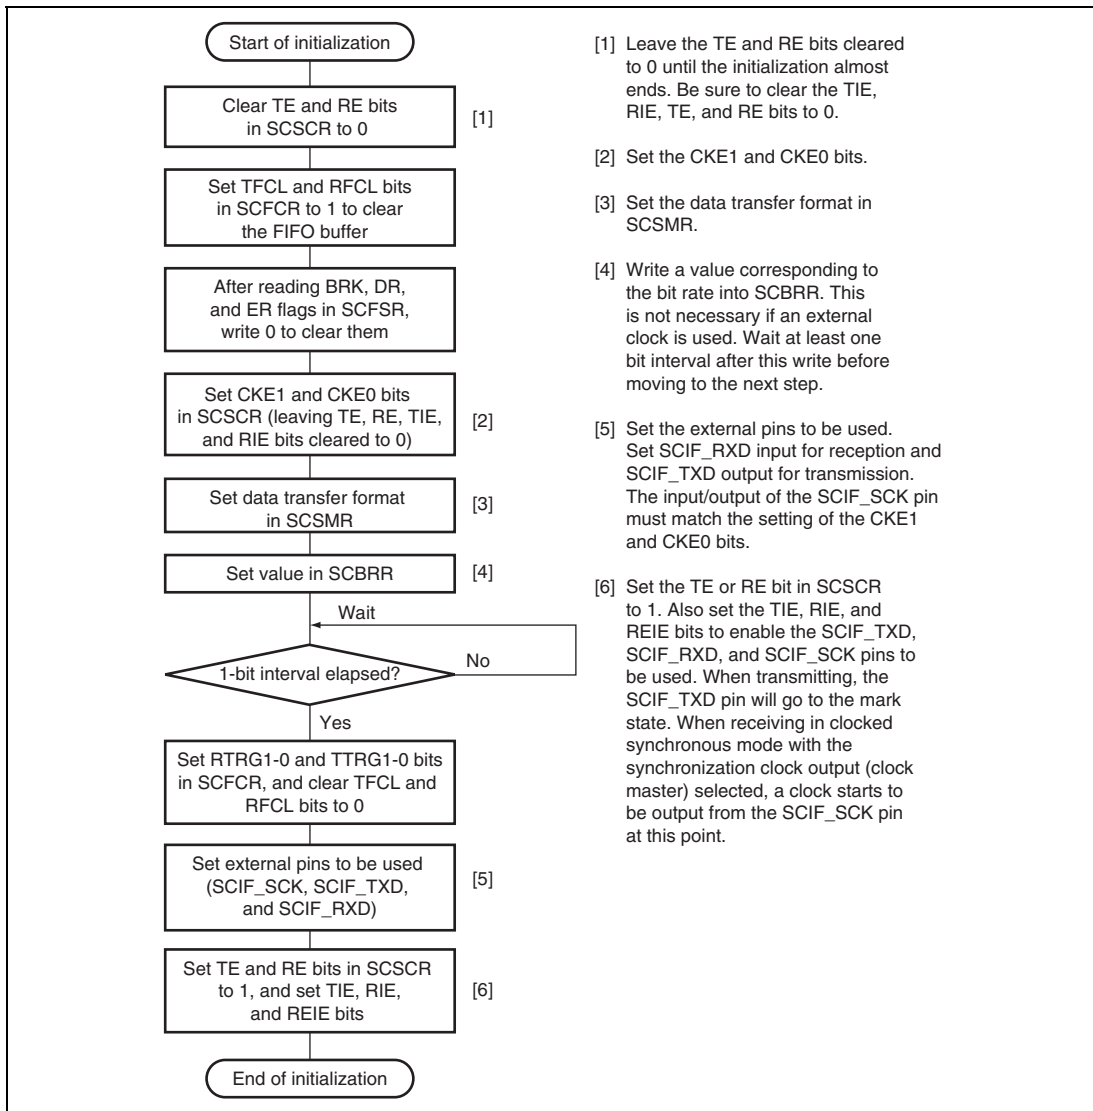 Start of initialization
Clear TE and RE bits
in SCSCR to 0
[1]
Set TFCL and RFCL bits
in SCFCR to 1 to clear
the FIFO buffer
After reading BRK, DR,
and ER flags in SCFSR,
write 0 to clear them
Set CKE1 and CKE0 bits
in SCSCR (leaving TE, RE, TIE,
and RIE bits cleared to 0)
[2]
Set data transfer format
in SCSMR
[3]
Set value in SCBRR
[4]
Wait
1-bit interval elapsed?
No
Yes
Set RTRG1-0 and TTRG1-0 bits
in SCFCR, and clear TFCL and
RFCL bits to 0
Set external pins to be used
(SCIF_SCK, SCIF_TXD,
and SCIF_RXD)
[5]
Set TE and RE bits in SCSCR
to 1, and set TIE, RIE,
and REIE bits
[6]
End of initialization
[1] Leave the TE and RE bits cleared
to 0 until the initialization almost
ends. Be sure to clear the TIE,
RIE, TE, and RE bits to 0.
[2] Set the CKE1 and CKE0 bits.
[3] Set the data transfer format in
SCSMR.
[4] Write a value corresponding to
the bit rate into SCBRR. This
is not necessary if an external
clock is used. Wait at least one
bit interval after this write before
moving to the next step.
[5] Set the external pins to be used.
Set SCIF_RXD input for reception and
SCIF_TXD output for transmission.
The input/output of the SCIF_SCK pin
must match the setting of the CKE1
and CKE0 bits.
[6] Set the TE or RE bit in SCSCR
to 1. Also set the TIE, RIE, and
REIE bits to enable the SCIF_TXD,
SCIF_RXD, and SCIF_SCK pins to
be used. When transmitting, the
SCIF_TXD pin will go to the mark
state. When receiving in clocked
synchronous mode with the
synchronization clock output (clock
master) selected, a clock starts to
be output from the SCIF_SCK pin
at this point.